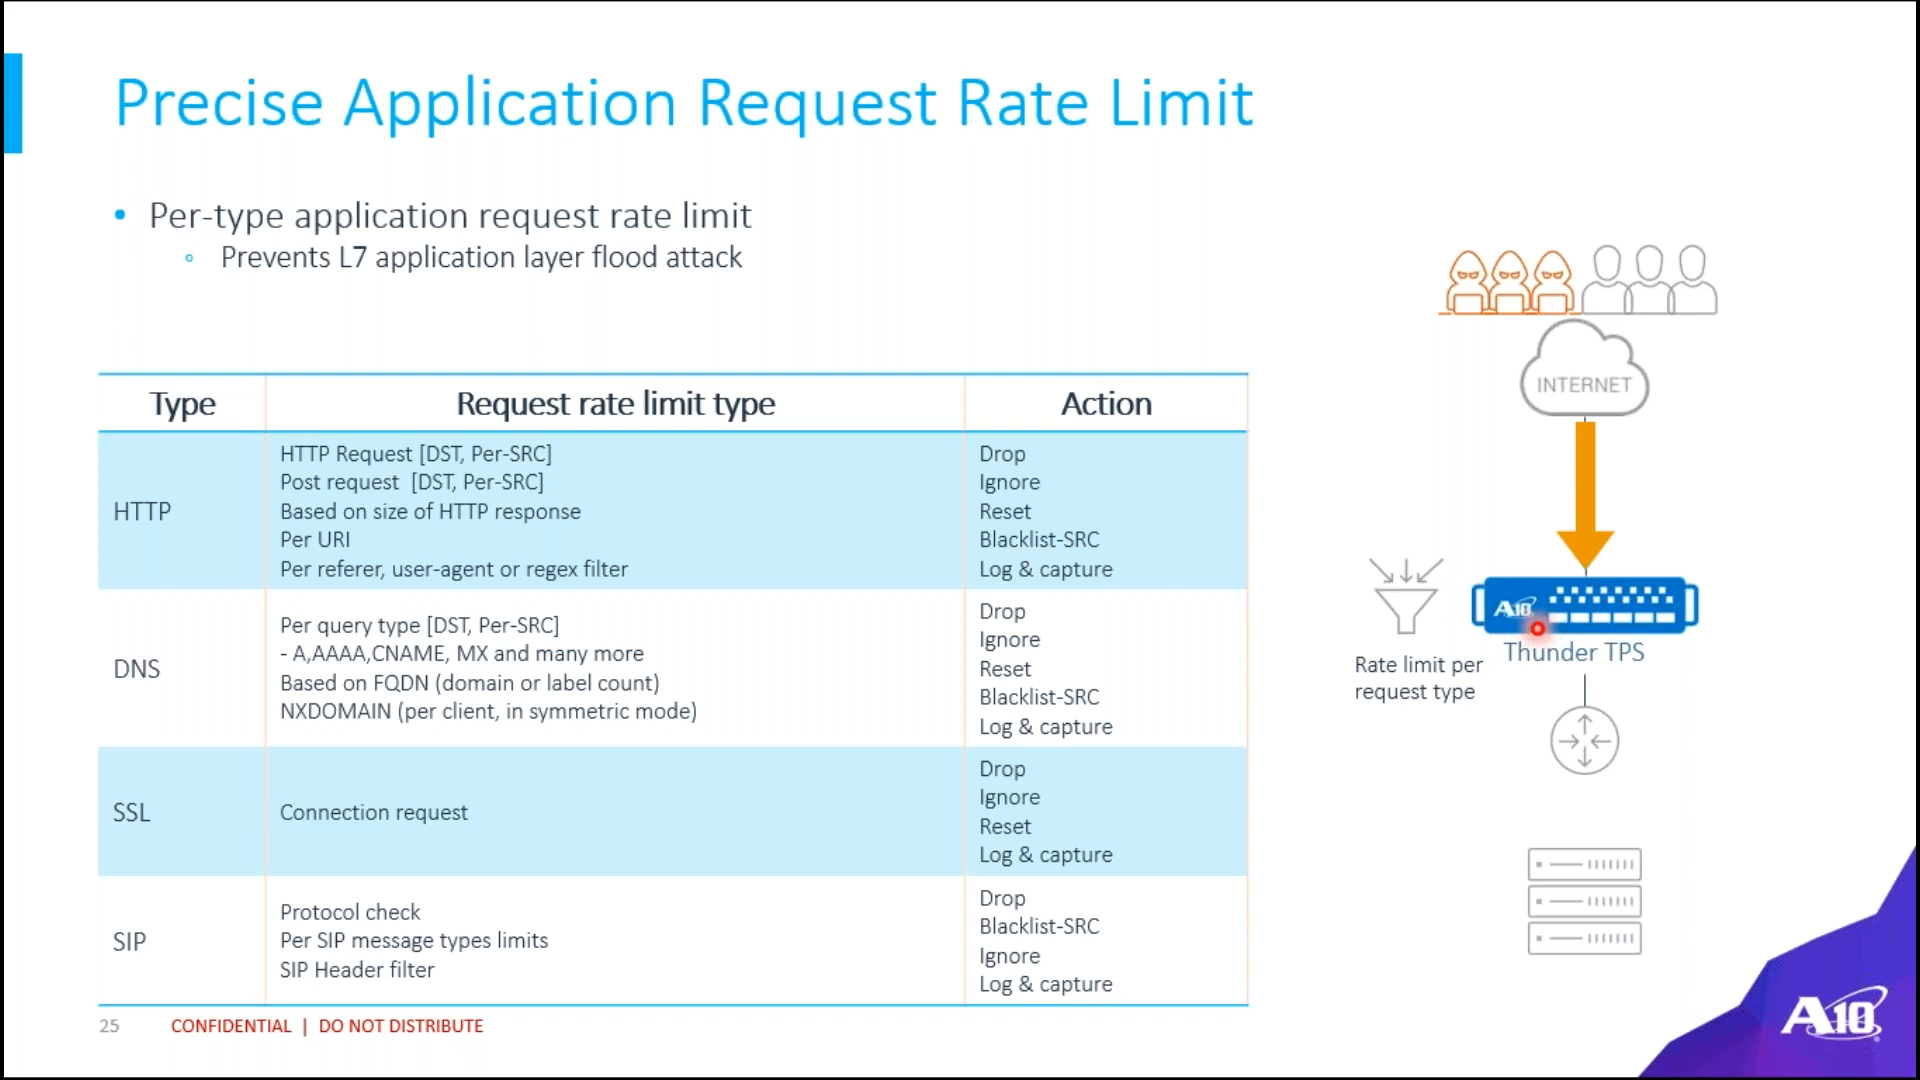 Precise Application Request Rate Limit
• Per-type application request rate limit
◦ Prevents L7 application layer flood attack
Type Request rate limit type Action
HTTP
HTTP Request [DST, Per-SRC]
Post request  [DST, Per-SRC]
Based on size of HTTP response
Per URI
Per referer, user-agent or regex filter
Drop
Ignore
Reset
Blacklist-SRC
Log & capture
DNS
Per query type [DST, Per-SRC]
- A,AAAA,CNAME, MX and many more
Based on FQDN (domain or label count)
NXDOMAIN (per client, in symmetric mode)
Drop
Ignore
Reset
Blacklist-SRC
Log & capture
SSL
Connection request
Drop
Ignore
Reset
Log & capture
SIP
Protocol check
Per SIP message types limits
SIP Header filter
Drop
Blacklist-SRC
Ignore
Log & capture
INTERNET
A10
Thunder TPS
Rate limit per
request type
25 CONFIDENTIAL | DO NOT DISTRIBUTE
A10